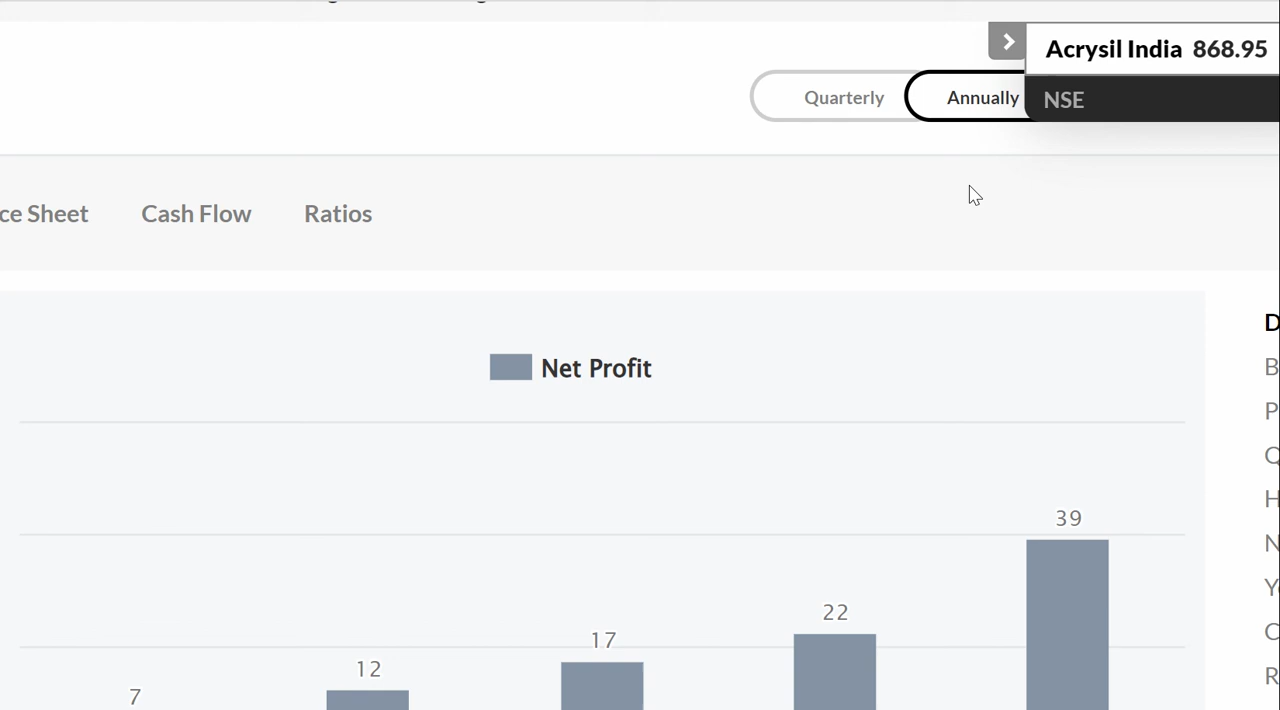 Acrysil India 868.95
Quarterly Annually NSE
ce Sheet Cash Flow Ratios
Net Profit
39
22
17
12
7
D
B
P
Q
H
N
Y
C
R